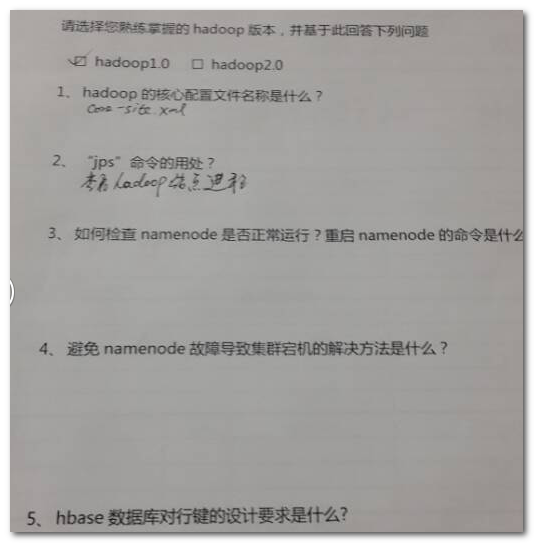 请选择您熟练掌握的 hadoop 版本，并基于此回答下列问题
☑ hadoop1.0 □ hadoop2.0
1、 hadoop 的核心配置文件名称是什么？
core-site.xml
2、 “jps”命令的用处？
查看hadoop节点进程
3、 如何检查 namenode 是否正常运行？重启 namenode 的命令是什么
4、 避免 namenode 故障导致集群宕机的解决方法是什么？
5、 hbase 数据库对行键的设计要求是什么?